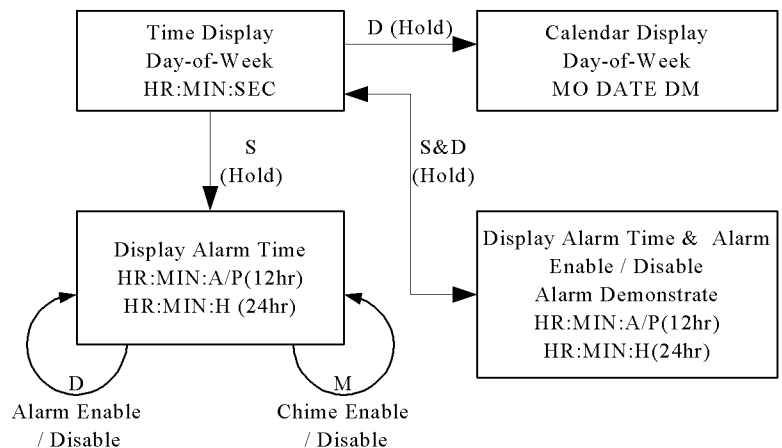 Time Display
Day-of-Week
HR:MIN:SEC
D (Hold)
Calendar Display
Day-of-Week
MO DATE DM
S
(Hold)
S&D
(Hold)
Display Alarm Time
HR:MIN:A/P(12hr)
HR:MIN:H (24hr)
Display Alarm Time & Alarm
Enable / Disable
Alarm Demonstrate
HR:MIN:A/P(12hr)
HR:MIN:H(24hr)
D
Alarm Enable
/ Disable
M
Chime Enable
/ Disable